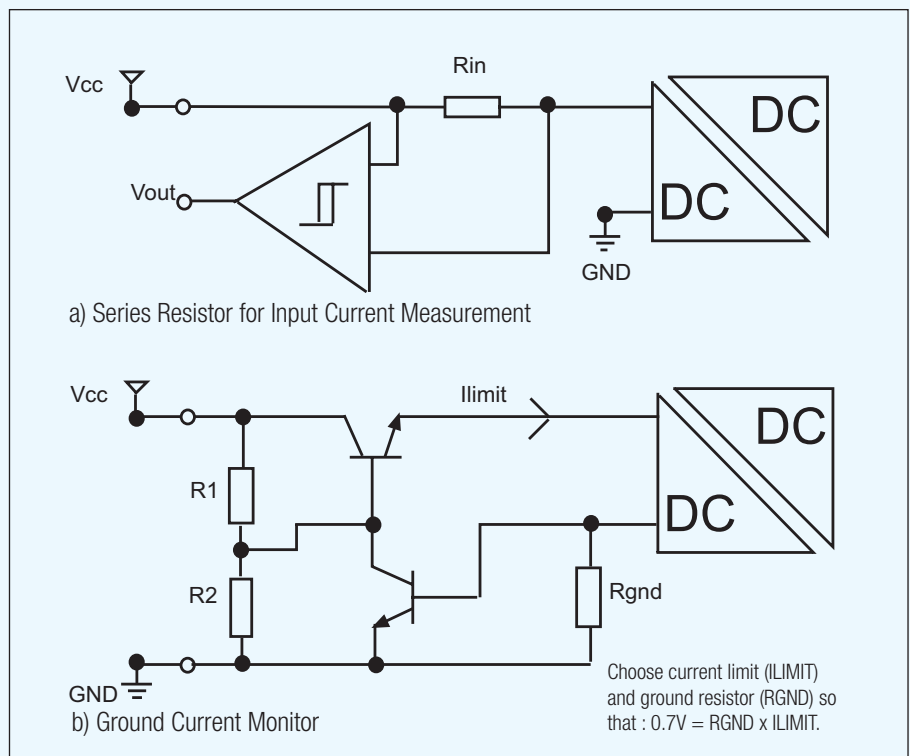 Vcc
Rin
DC
DC
Vout
GND
a) Series Resistor for Input Current Measurement
Vcc
Ilimit
DC
DC
R1
R2
Rgnd
GND
b) Ground Current Monitor
Choose current limit (ILIMIT)
and ground resistor (RGND) so
that : 0.7V = RGND x ILIMIT.